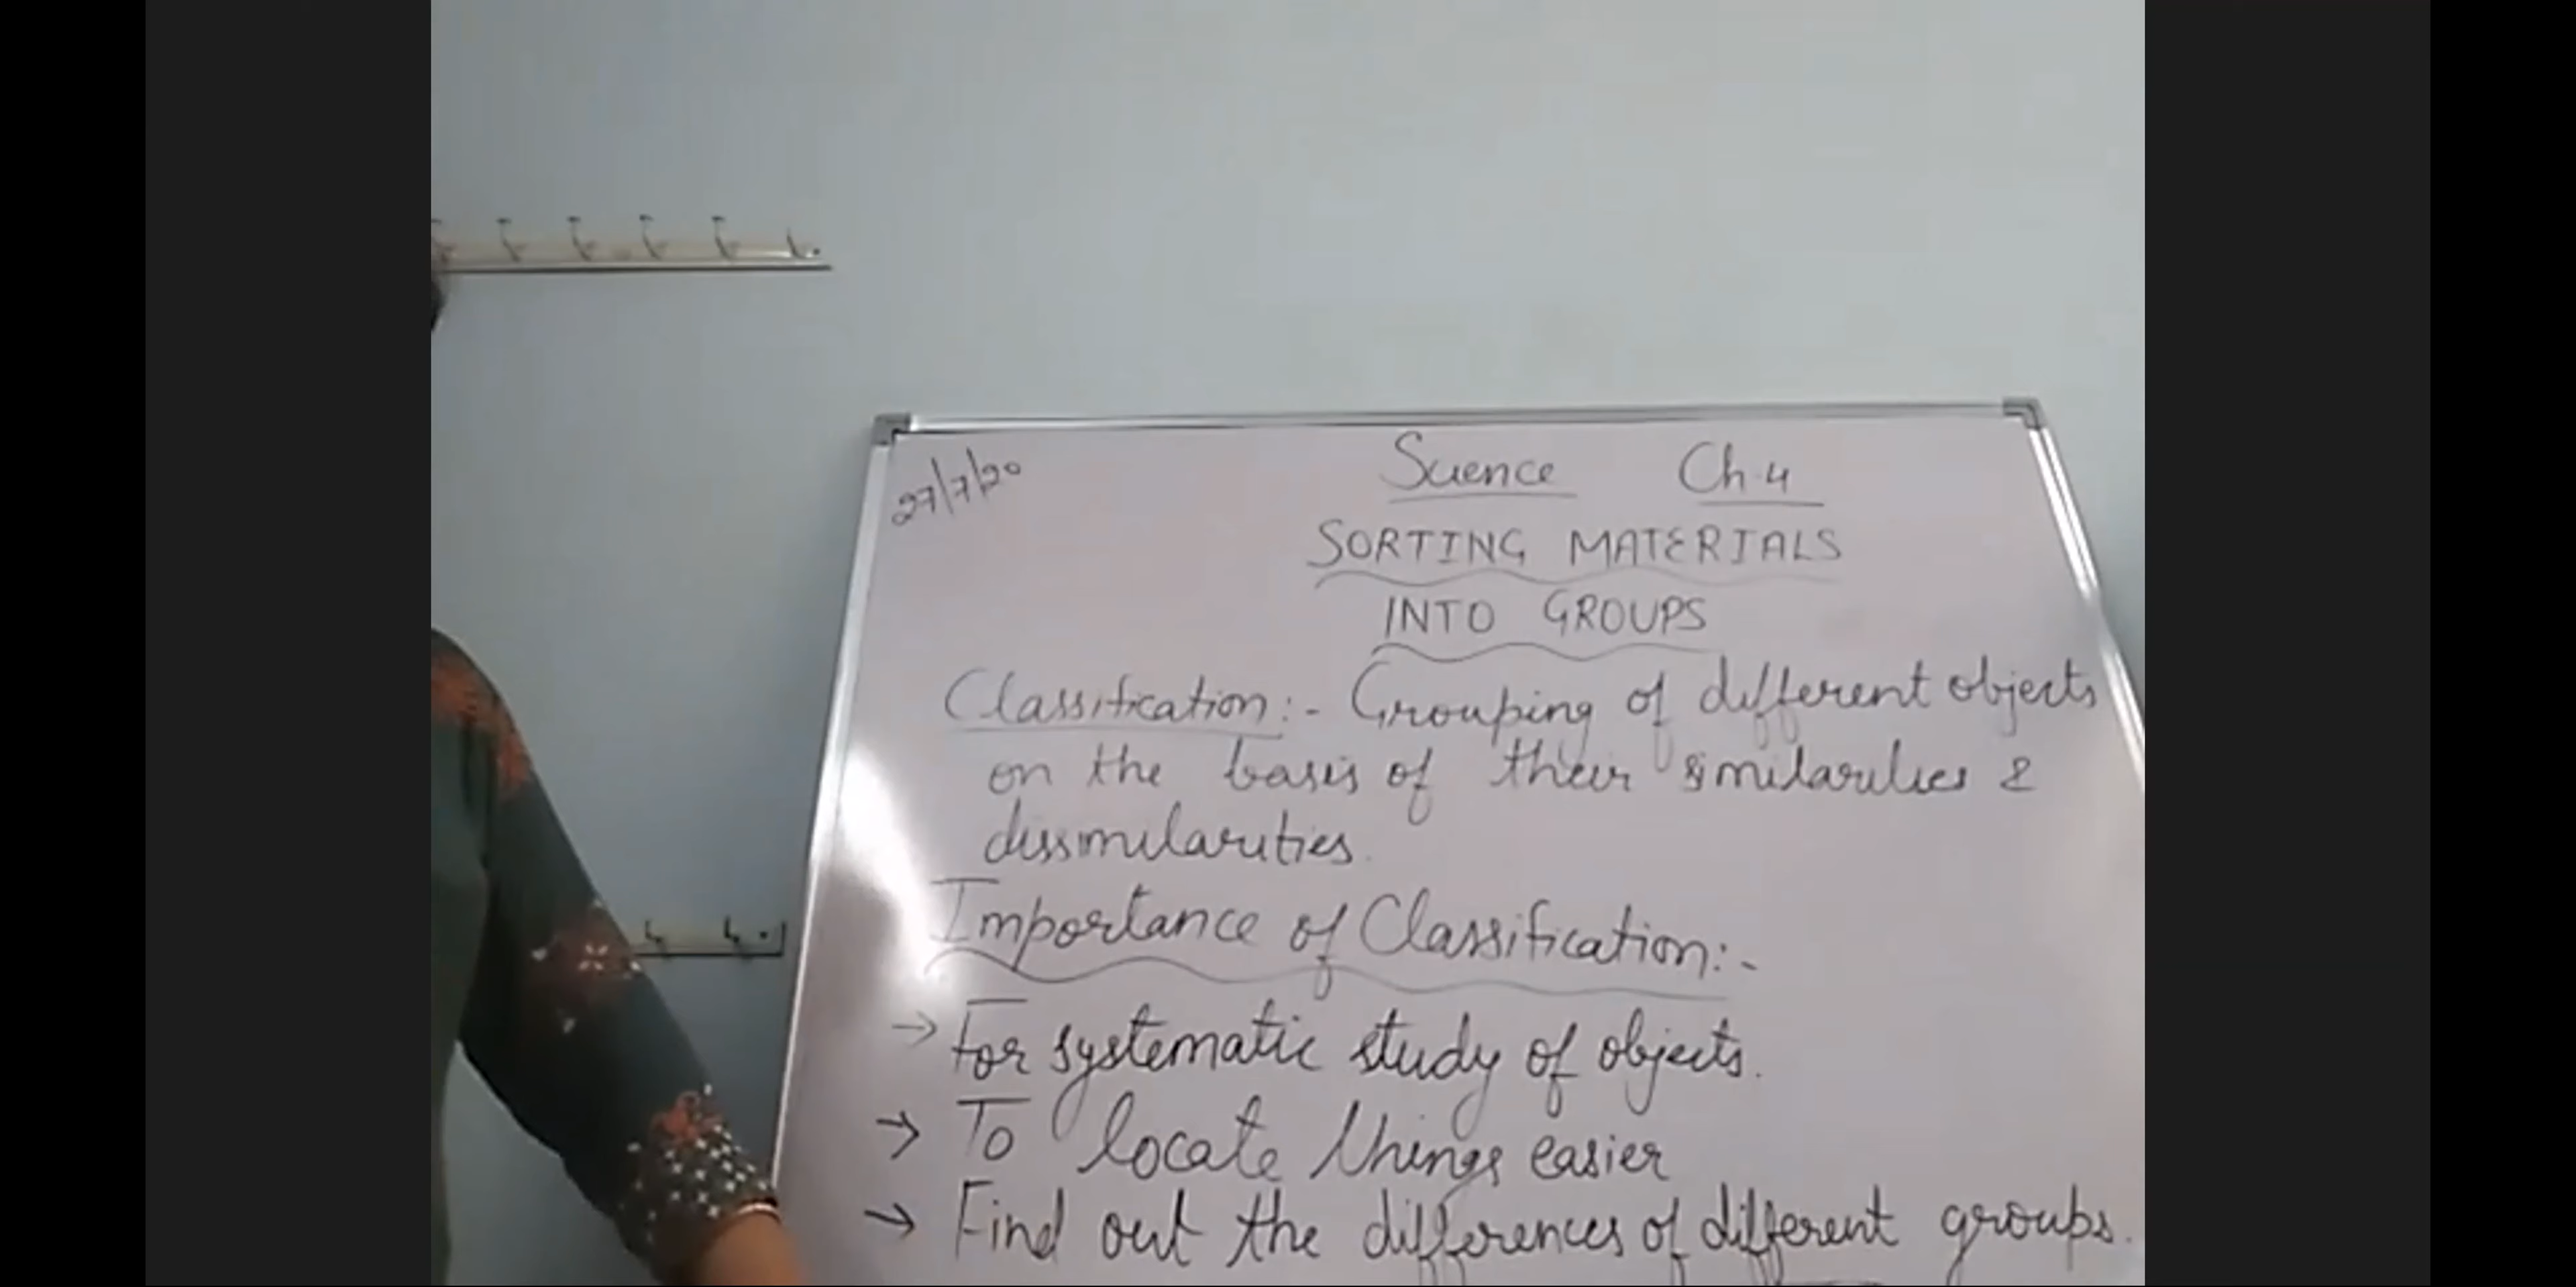 27/7/20
Science Ch.4
SORTING MATERIALS
INTO GROUPS
Classification:- Grouping of different objects
on the basis of their similarities &
dissimilarities.
Importance of Classification:-
→ For systematic study of objects.
→ To locate things easier
→ Find out the differences of different groups.